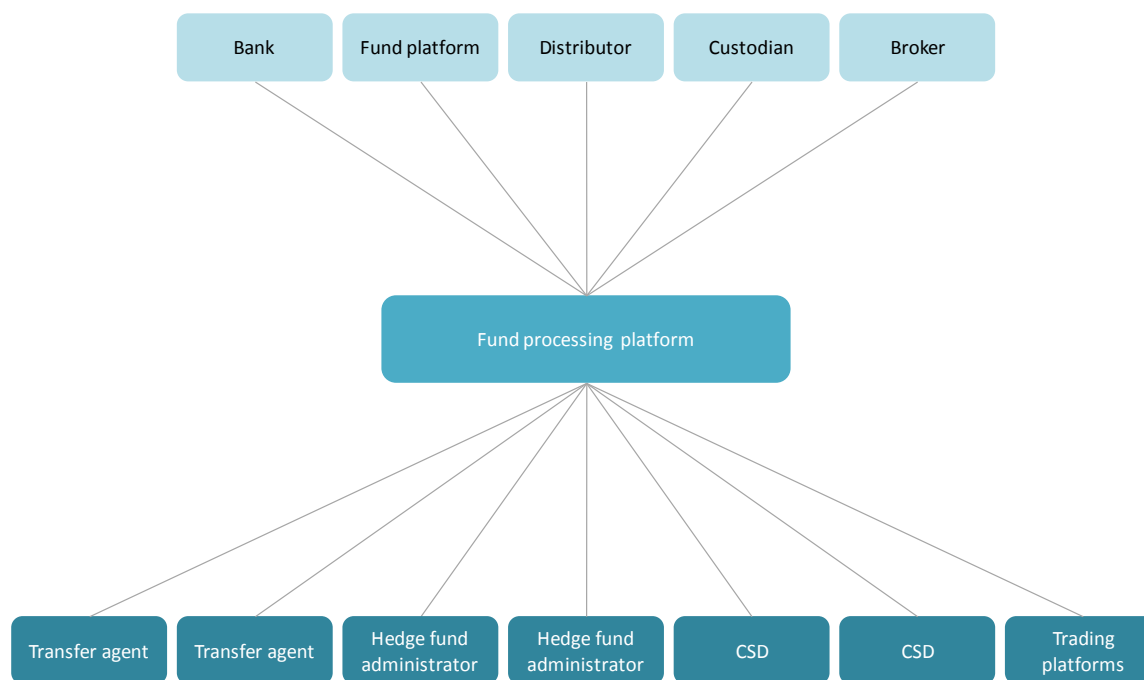 Bank
Fund platform
Distributor
Custodian
Broker
Fund processing platform
Transfer agent
Transfer agent
Hedge fund
administrator
Hedge fund
administrator
CSD
CSD
Trading
platforms